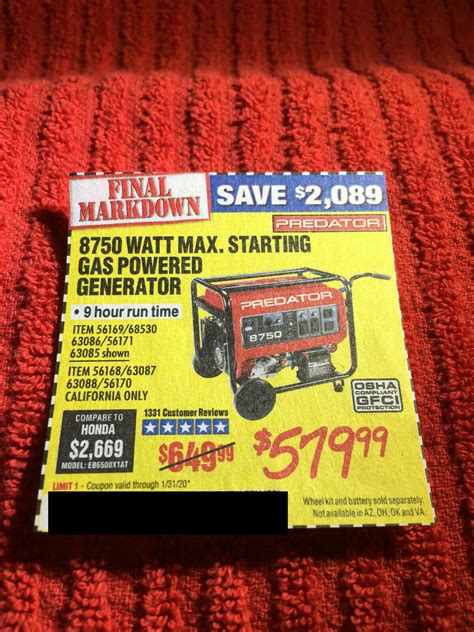 FINAL
MARKDOWN
SAVE $2,089
PREDATOR
8750 WATT MAX. STARTING
GAS POWERED
GENERATOR
• 9 hour run time
ITEM 56169/68530
63086/56171
63085 shown
ITEM 56168/63087
63088/56170
CALIFORNIA ONLY
PREDATOR
8750
OSHA
COMPLIANT
GFCI
PROTECTION
COMPARE TO
HONDA
$2,669
MODEL: EB6500X1AT
1331 Customer Reviews
$649.99
$579.99
LIMIT 1 - Coupon valid through 1/31/20*
Wheel kit and battery sold separately.
Not available in AZ, OH, OK and VA.